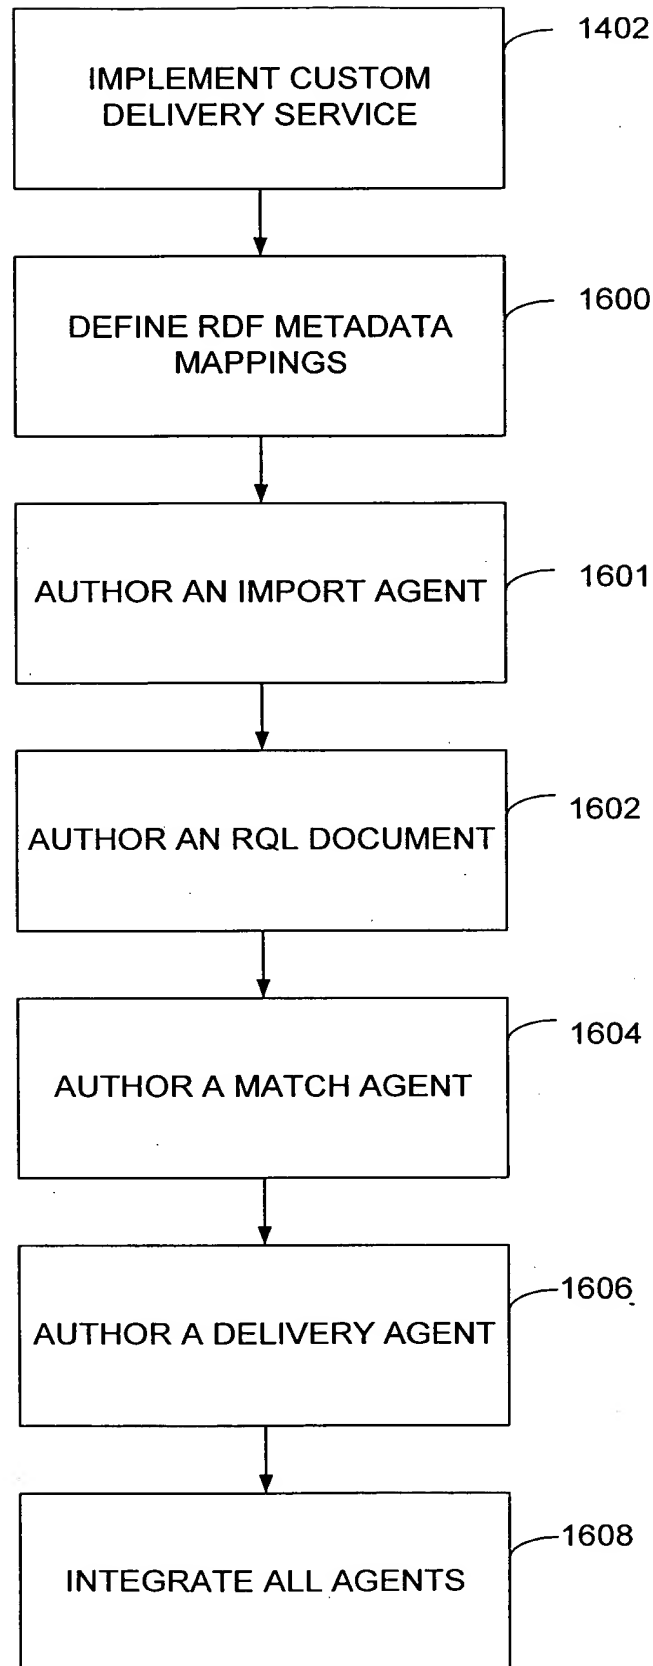 1402
IMPLEMENT CUSTOM
DELIVERY SERVICE
1600
DEFINE RDF METADATA
MAPPINGS
1601
AUTHOR AN IMPORT AGENT
1602
AUTHOR AN RQL DOCUMENT
1604
AUTHOR A MATCH AGENT
1606
AUTHOR A DELIVERY AGENT
1608
INTEGRATE ALL AGENTS